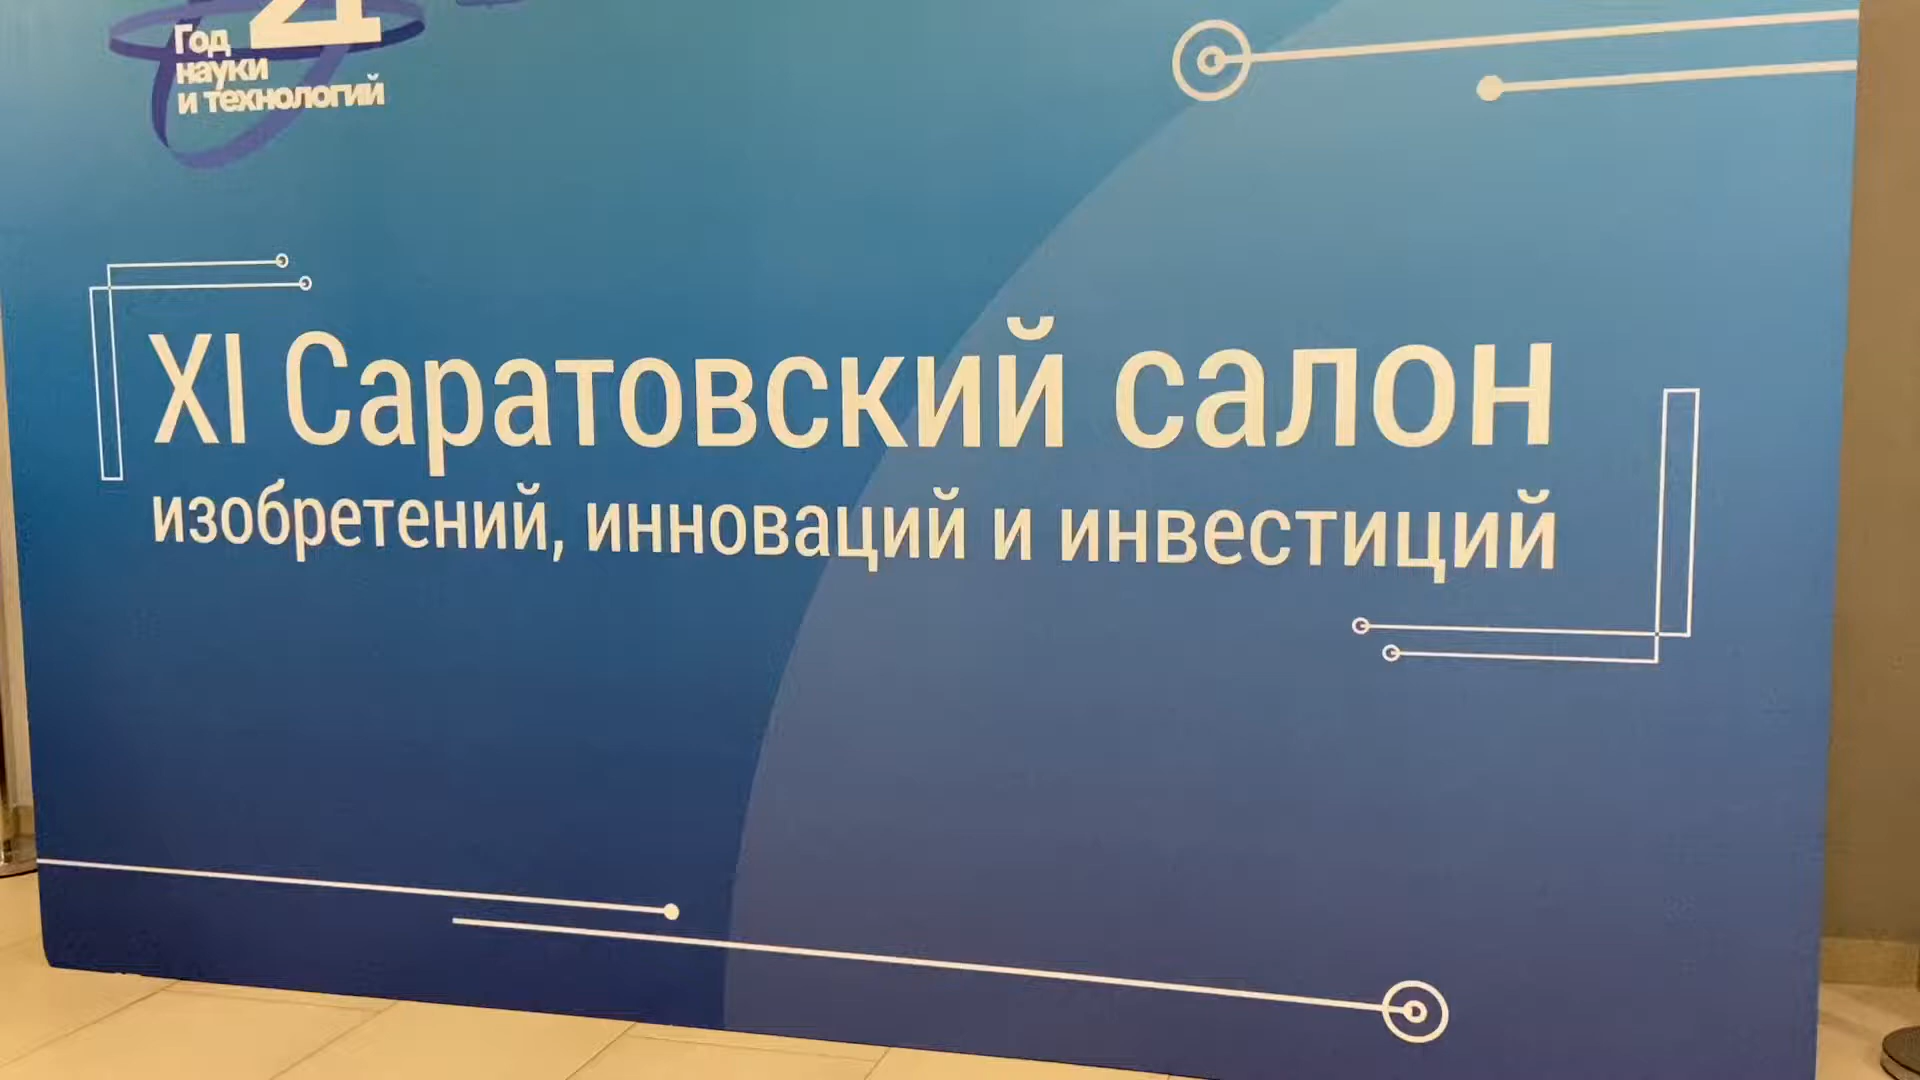 Год
науки
и технологий
XI Саратовский салон
изобретений, инноваций и инвестиций